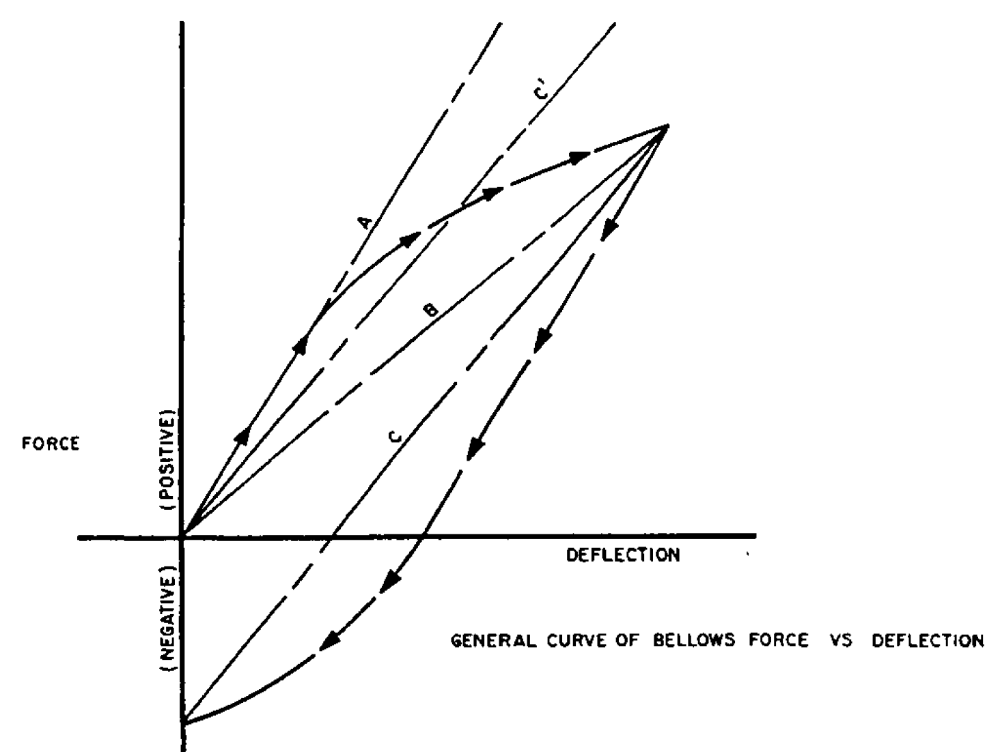 C'
A
B
C
FORCE
(POSITIVE)
DEFLECTION
(NEGATIVE)
GENERAL CURVE OF BELLOWS FORCE VS DEFLECTION